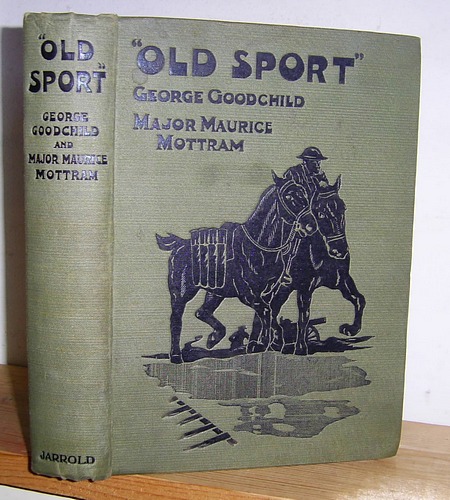 "OLD
SPORT"
GEORGE
GOODCHILD
AND
MAJOR MAURICE
MOTTRAM
JARROLD
"OLD SPORT"
GEORGE GOODCHILD
MAJOR MAURICE
MOTTRAM